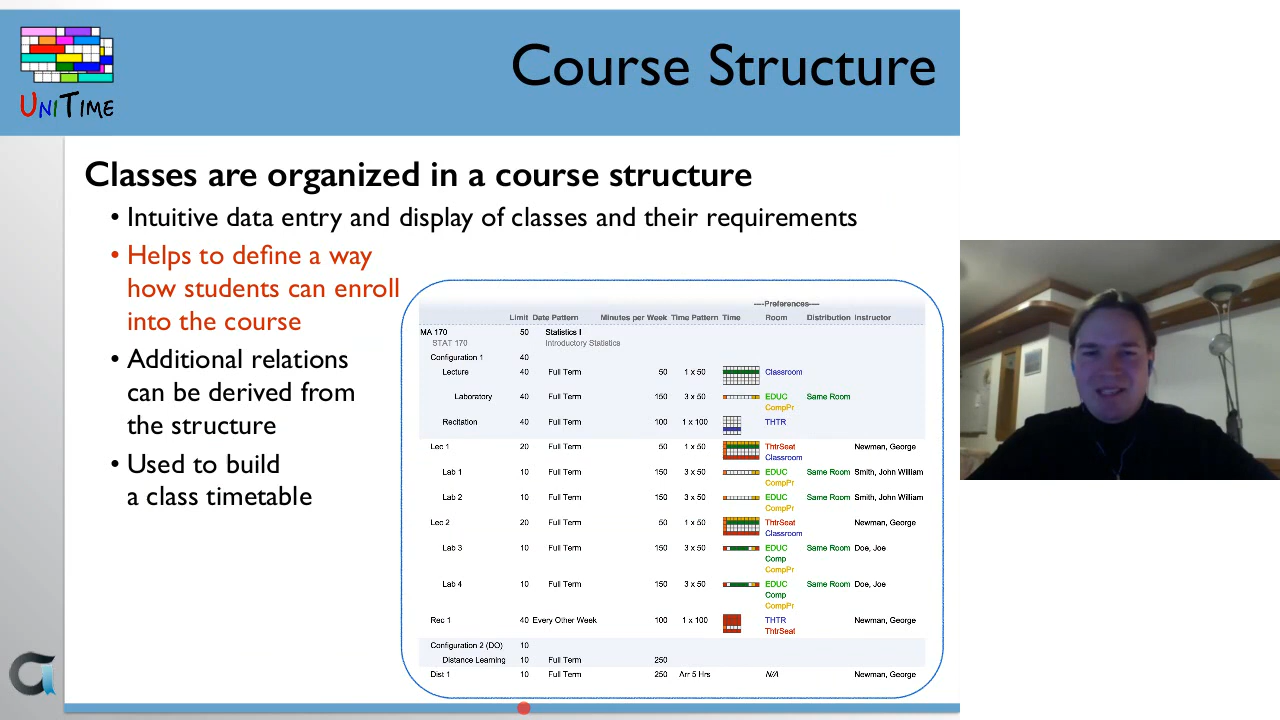 UNITIME
Course Structure
Classes are organized in a course structure
• Intuitive data entry and display of classes and their requirements
• Helps to define a way
how students can enroll
into the course
• Additional relations
can be derived from
the structure
• Used to build
a class timetable
----Preferences----
Limit Date Pattern Minutes per Week Time Pattern Time Room Distribution Instructor
MA 170 50 Statistics I
STAT 170 Introductory Statistics
Configuration 1 40
Lecture 40 Full Term 50 1 x 50 Classroom
Laboratory 40 Full Term 150 3 x 50 EDUC Same Room
CompPr
Recitation 40 Full Term 100 1 x 100 THTR
Lec 1 20 Full Term 50 1 x 50 ThtrSeat Newman, George
Classroom
Lab 1 10 Full Term 150 3 x 50 EDUC Same Room Smith, John William
CompPr
Lab 2 10 Full Term 150 3 x 50 EDUC Same Room Smith, John William
CompPr
Lec 2 20 Full Term 50 1 x 50 ThtrSeat Newman, George
Classroom
Lab 3 10 Full Term 150 3 x 50 EDUC Same Room Doe, Joe
Comp
CompPr
Lab 4 10 Full Term 150 3 x 50 EDUC Same Room Doe, Joe
Comp
CompPr
Rec 1 40 Every Other Week 100 1 x 100 THTR Newman, George
ThtrSeat
Configuration 2 (DO) 10
Distance Learning 10 Full Term 250
Dist 1 10 Full Term 250 Arr 5 Hrs N/A Newman, George